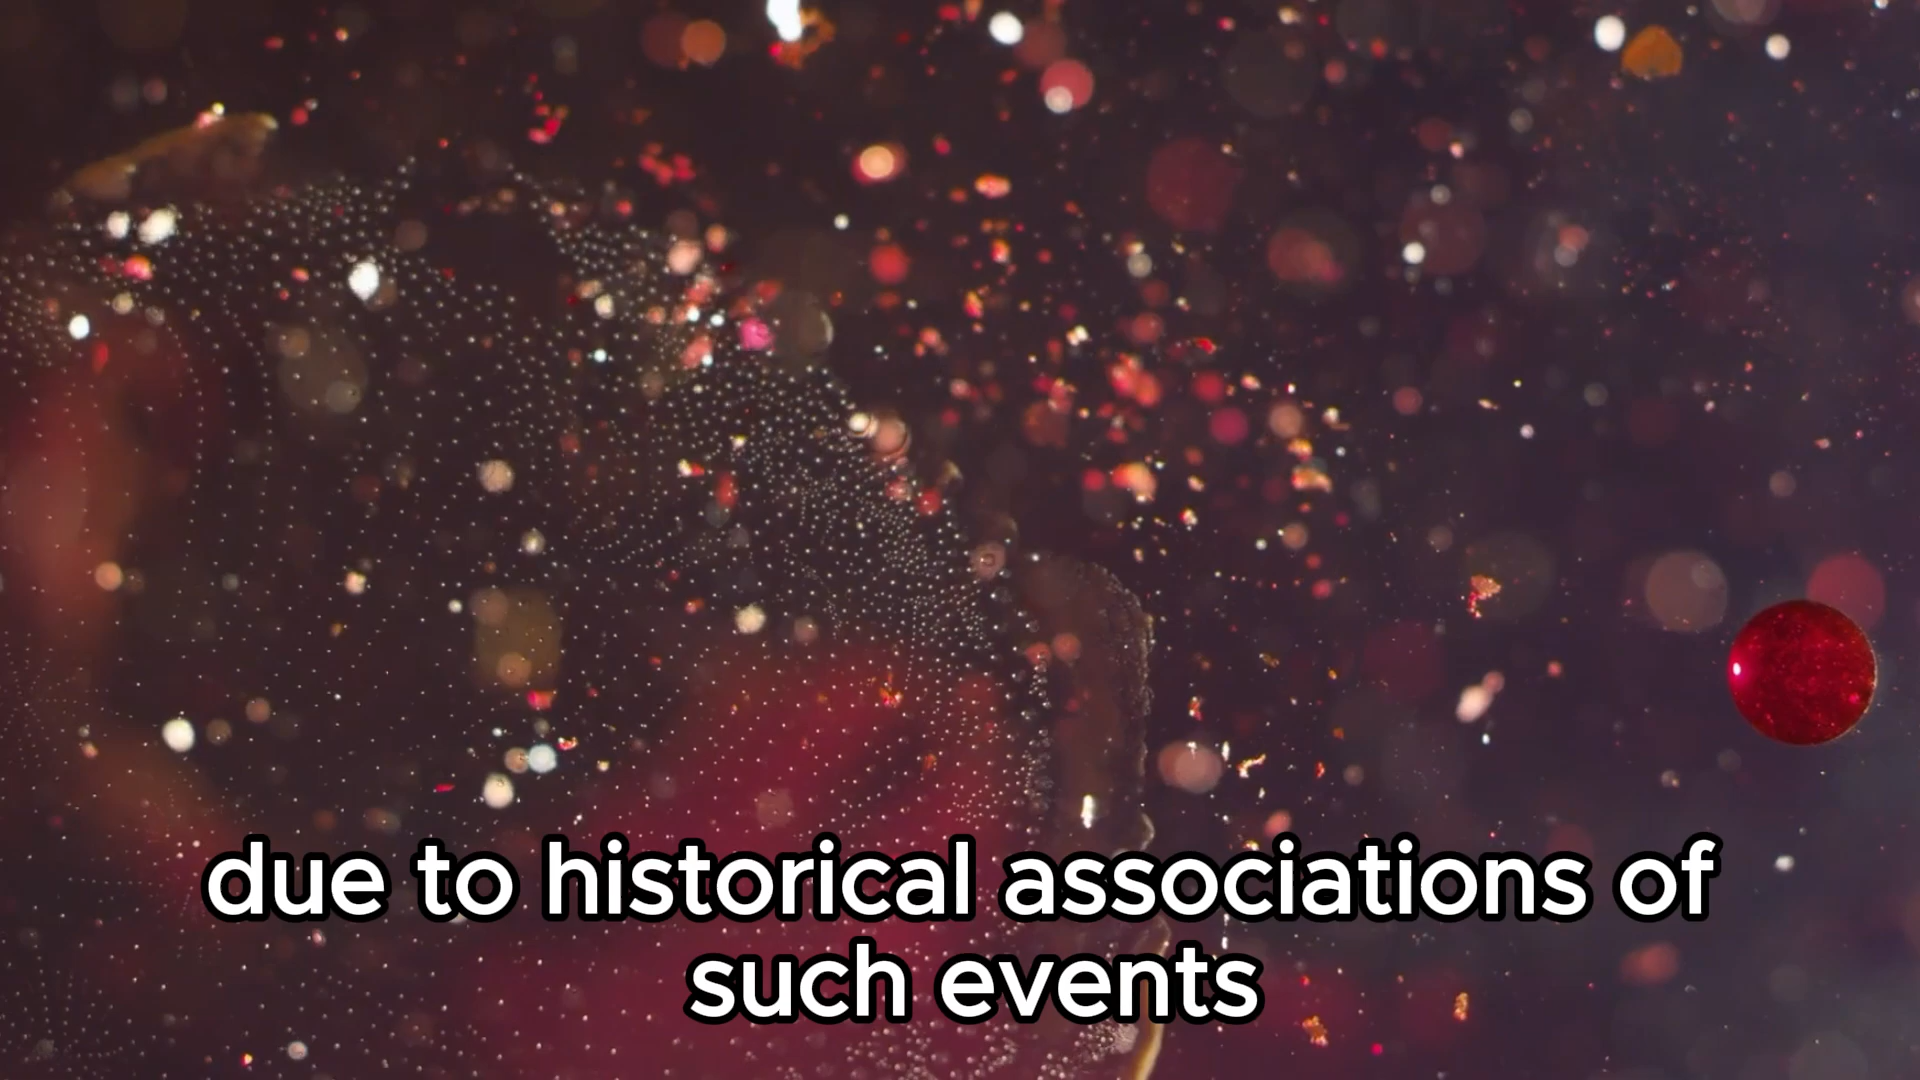 due to historical associations of
such events